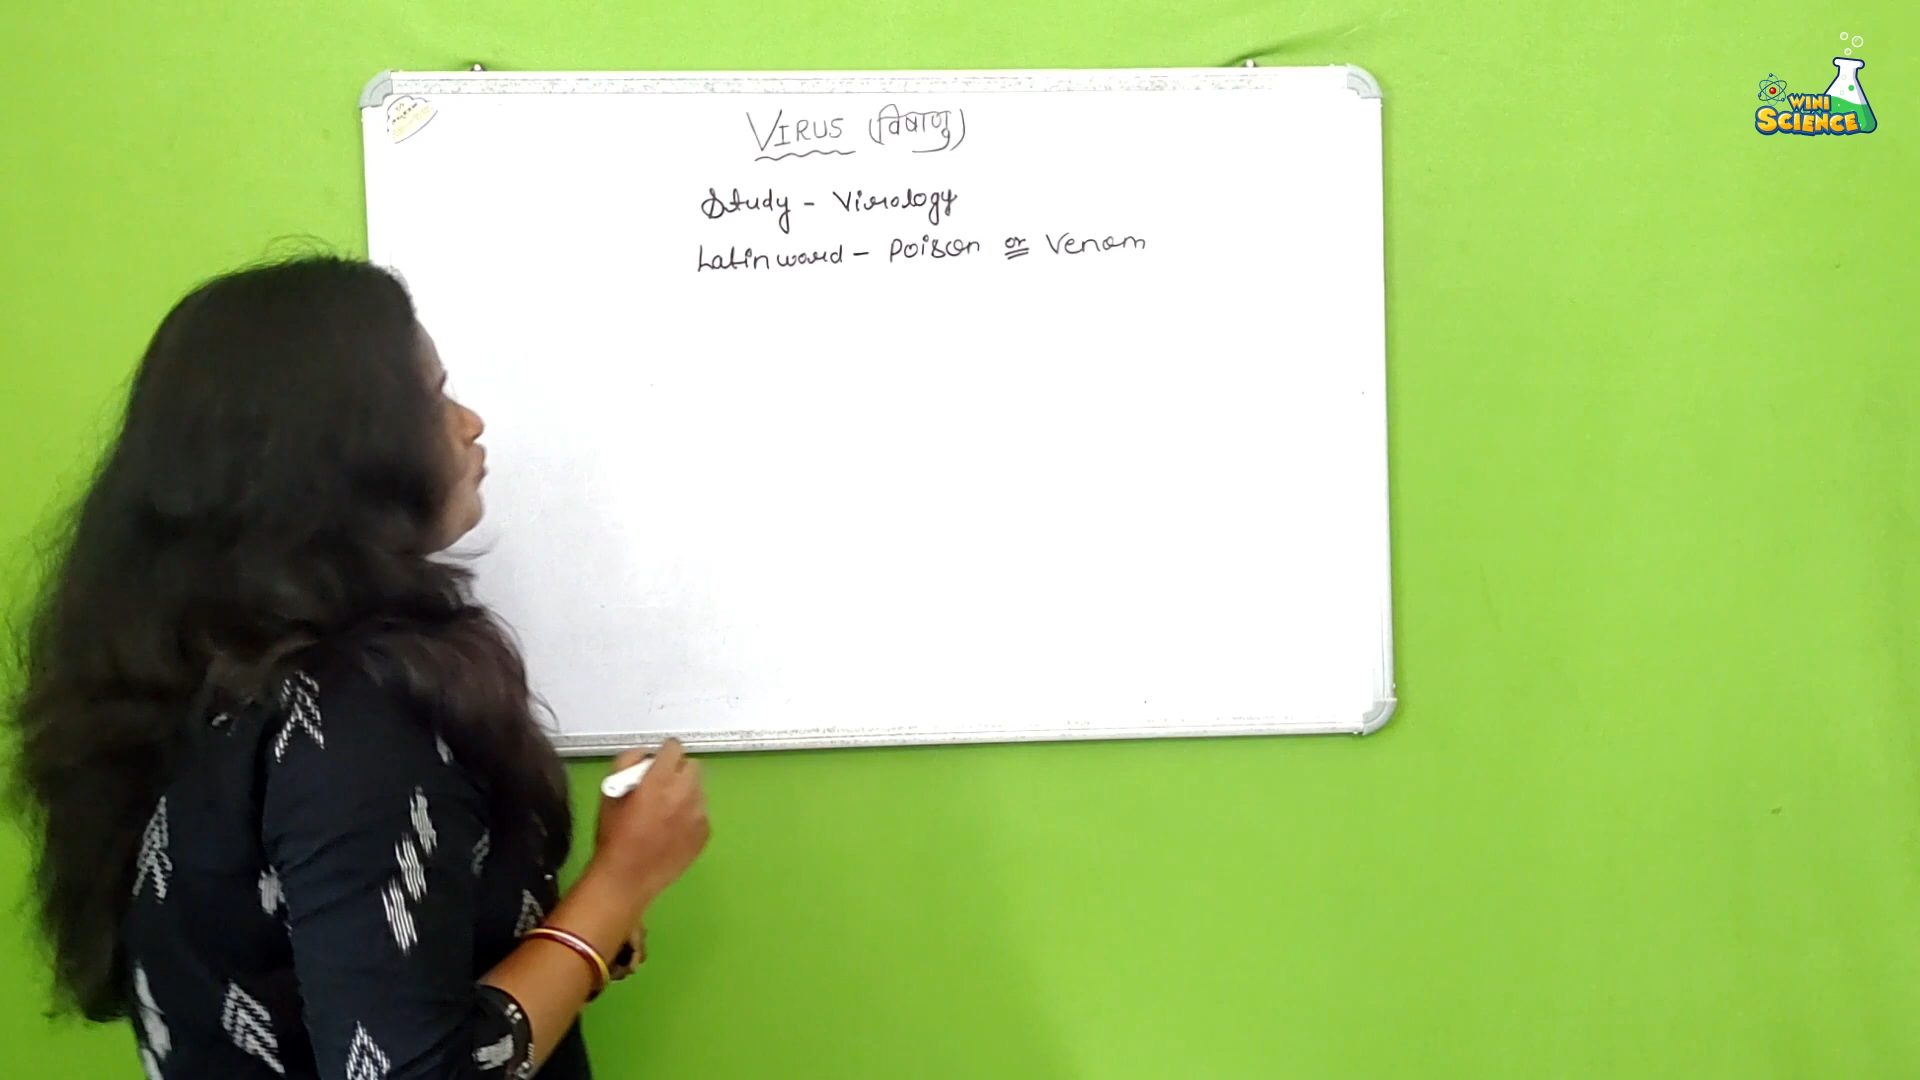 VIRUS (विषाणु)
Study - Virology
Latin word - Poison or Venom
WINI
SCIENCE